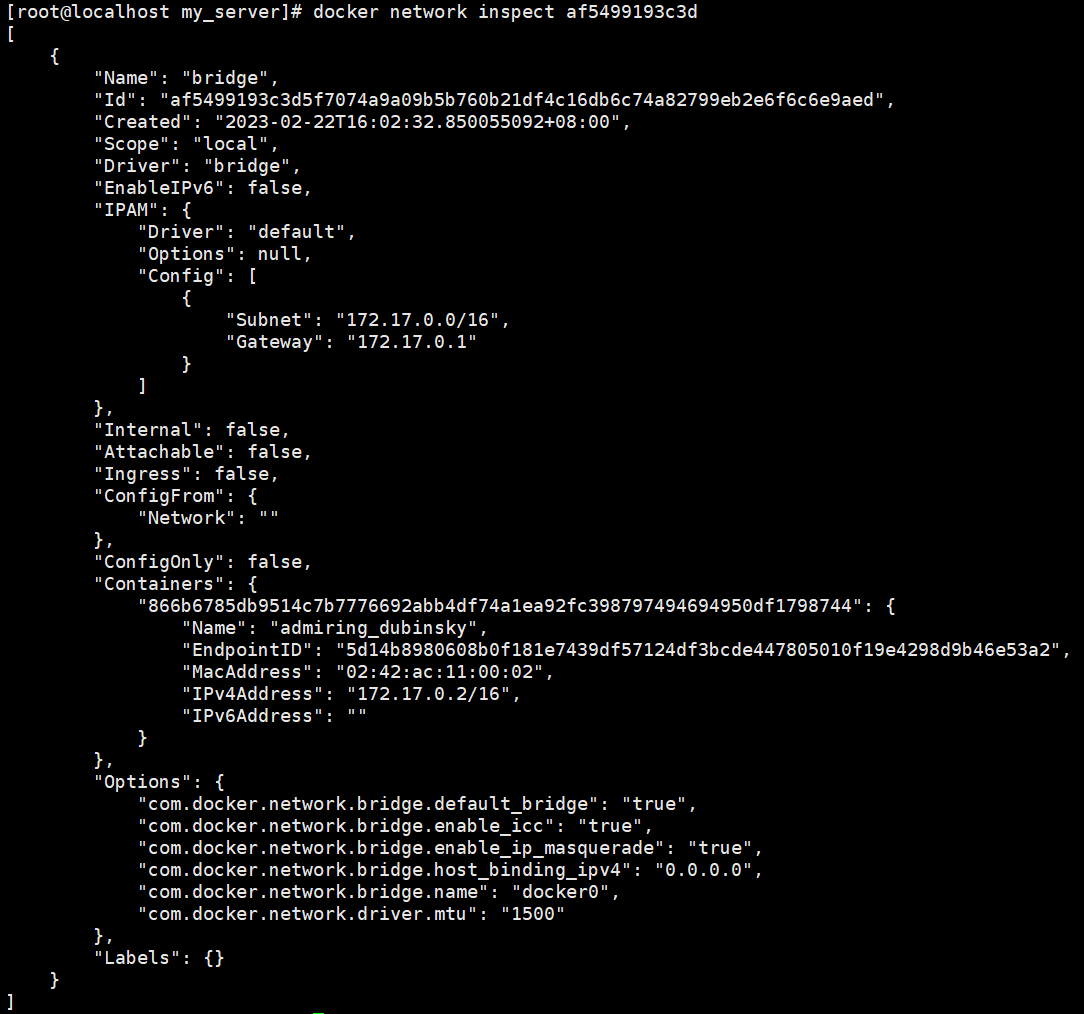 [root@localhost my_server]# docker network inspect af5499193c3d
[
    {
        "Name": "bridge",
        "Id": "af5499193c3d5f7074a9a09b5b760b21df4c16db6c74a82799eb2e6f6c6e9aed",
        "Created": "2023-02-22T16:02:32.850055092+08:00",
        "Scope": "local",
        "Driver": "bridge",
        "EnableIPv6": false,
        "IPAM": {
            "Driver": "default",
            "Options": null,
            "Config": [
                {
                    "Subnet": "172.17.0.0/16",
                    "Gateway": "172.17.0.1"
                }
            ]
        },
        "Internal": false,
        "Attachable": false,
        "Ingress": false,
        "ConfigFrom": {
            "Network": ""
        },
        "ConfigOnly": false,
        "Containers": {
            "866b6785db9514c7b7776692abb4df74a1ea92fc398797494694950df1798744": {
                "Name": "admiring_dubinsky",
                "EndpointID": "5d14b8980608b0f181e7439df57124df3bcde447805010f19e4298d9b46e53a2",
                "MacAddress": "02:42:ac:11:00:02",
                "IPv4Address": "172.17.0.2/16",
                "IPv6Address": ""
            }
        },
        "Options": {
            "com.docker.network.bridge.default_bridge": "true",
            "com.docker.network.bridge.enable_icc": "true",
            "com.docker.network.bridge.enable_ip_masquerade": "true",
            "com.docker.network.bridge.host_binding_ipv4": "0.0.0.0",
            "com.docker.network.bridge.name": "docker0",
            "com.docker.network.driver.mtu": "1500"
        },
        "Labels": {}
    }
]